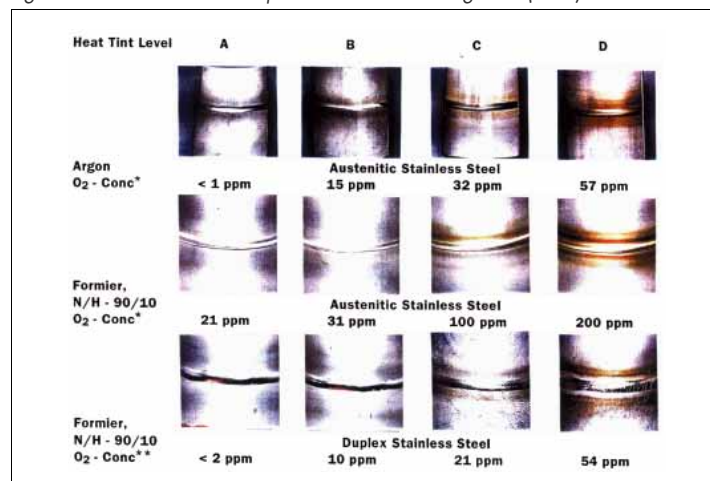 Heat Tint Level A B C D
Argon Austenitic Stainless Steel
O2 - Conc* < 1 ppm 15 ppm 32 ppm 57 ppm
Formier,
N/H - 90/10 Austenitic Stainless Steel
O2 - Conc* 21 ppm 31 ppm 100 ppm 200 ppm
Formier,
N/H - 90/10 Duplex Stainless Steel
O2 - Conc** < 2 ppm 10 ppm 21 ppm 54 ppm